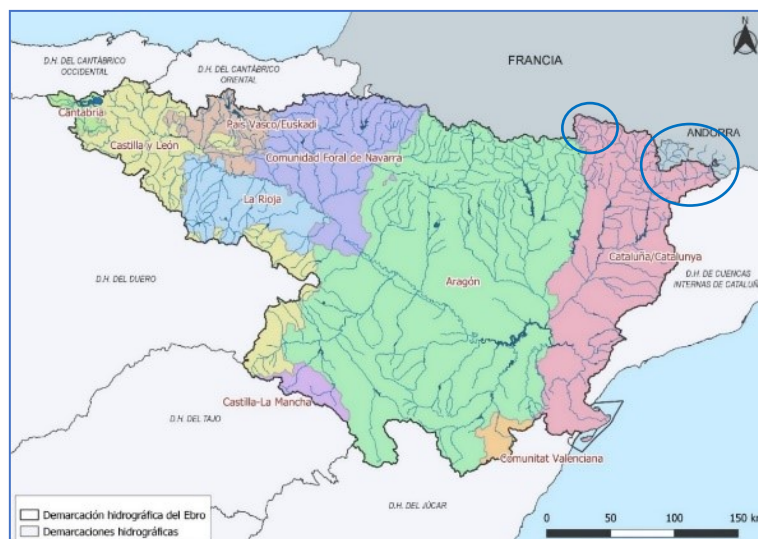 N
FRANCIA
D.H. DEL CANTÁBRICO
OCCIDENTAL
D.H. DEL CANTÁBRICO
ORIENTAL
Cantabria
País Vasco/Euskadi
ANDORRA
Castilla y León
Comunidad Foral de Navarra
La Rioja
Cataluña/Catalunya
Aragón
D.H. DE CUENCAS
INTERNAS DE CATALUÑ
D.H. DEL DUERO
Castilla-La Mancha
D.H. DEL TAJO
Comunitat Valenciana
D.H. DEL JÚCAR
Demarcación hidrográfica del Ebro
Demarcaciones hidrográficas
0 50 100 150 km